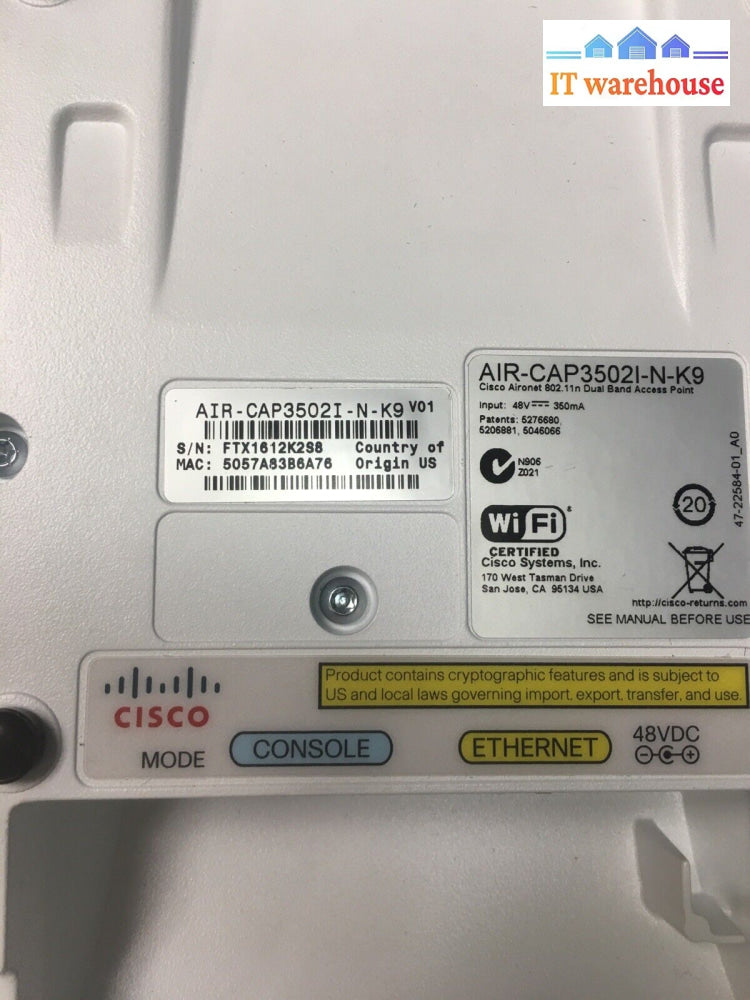 IT warehouse
AIR-CAP3502I-N-K9 V01
S/N: FTX1612K2S8 Country of
MAC: 5057A83B6A76 Origin US
AIR-CAP3502I-N-K9
Cisco Aironet 802.11n Dual Band Access Point
Input: 48V 350mA
Patents: 5276680,
5206881, 5046066
N906
Z021
Wi Fi
CERTIFIED
Cisco Systems, Inc.
170 West Tasman Drive
San Jose, CA 95134 USA
20
47-22584-01_A0
http://cisco-returns.com
SEE MANUAL BEFORE USE
CISCO
Product contains cryptographic features and is subject to
US and local laws governing import, export, transfer, and use.
MODE
CONSOLE
ETHERNET
48VDC